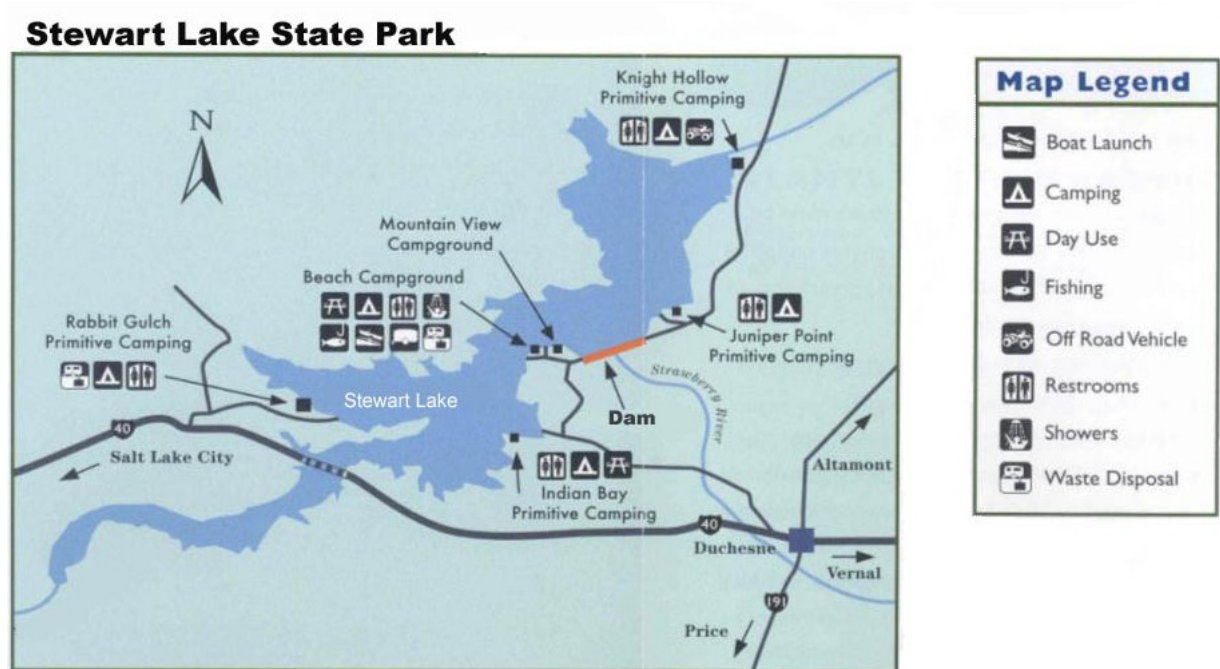 Stewart Lake State Park
Knight Hollow
Primitive Camping
N
Mountain View
Campground
Beach Campground
Rabbit Gulch
Primitive Camping
Juniper Point
Primitive Camping
Strawberry River
Stewart Lake
Dam
40
Salt Lake City
Altamont
Indian Bay
Primitive Camping
40
Duchesne
Vernal
191
Price
Map Legend
Boat Launch
Camping
Day Use
Fishing
Off Road Vehicle
Restrooms
Showers
Waste Disposal